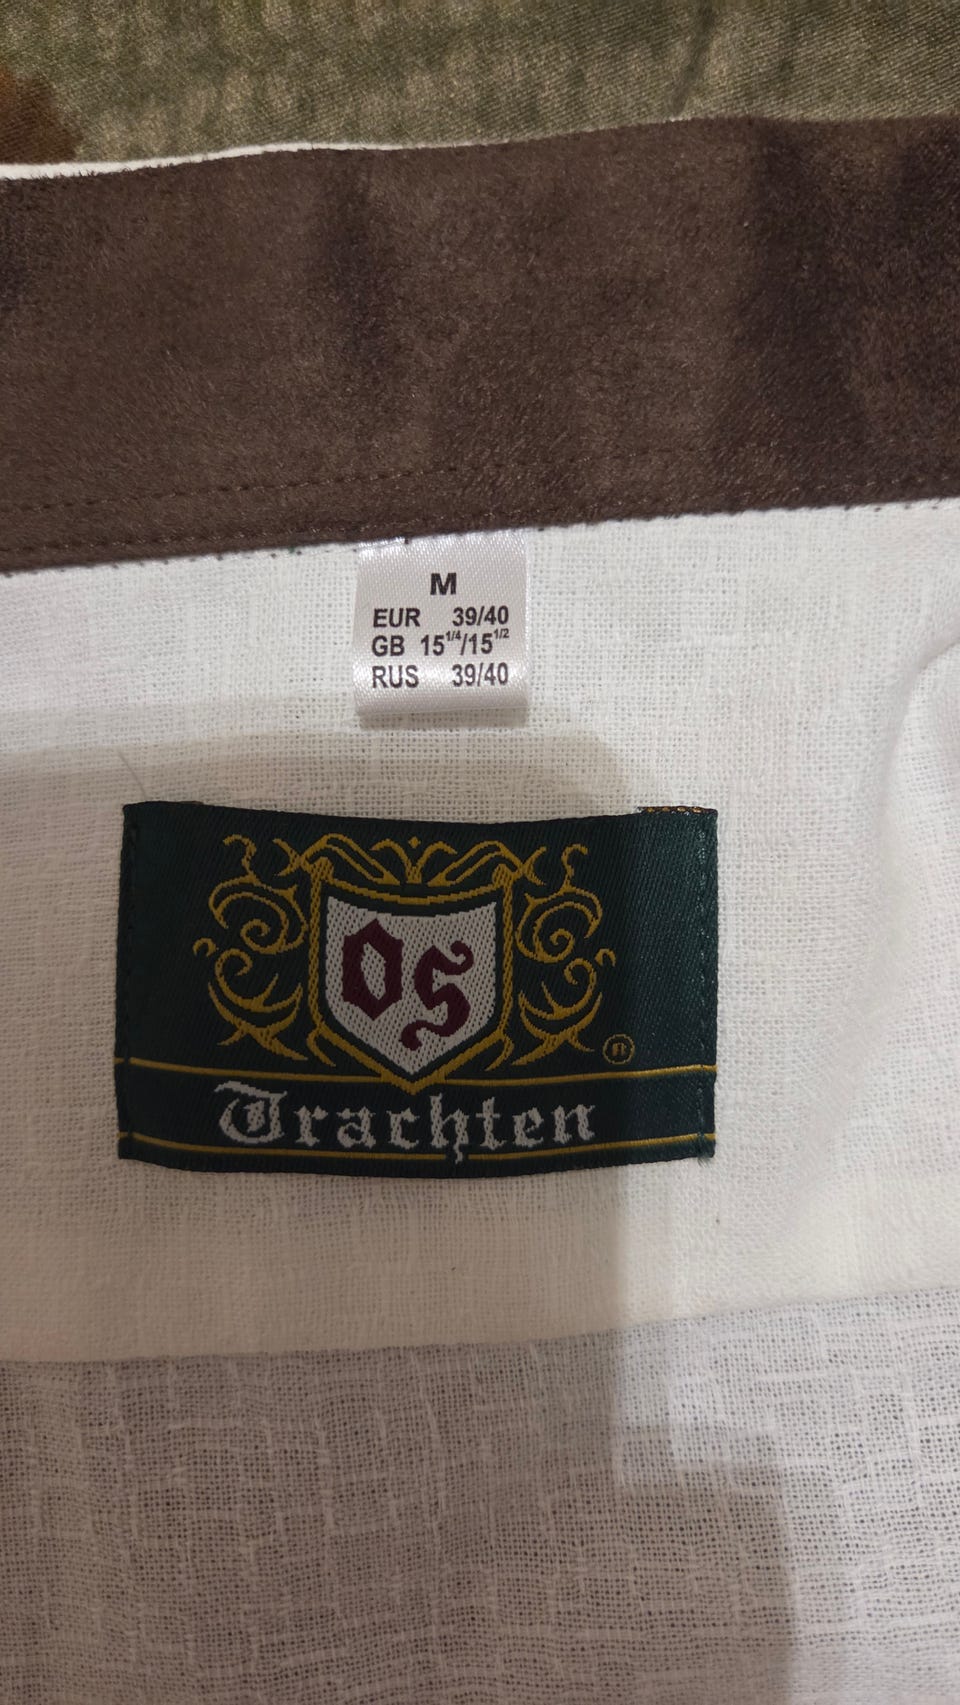 M
EUR 39/40
GB 15 1/4/15 1/2
RUS 39/40
OS
®
Trachten